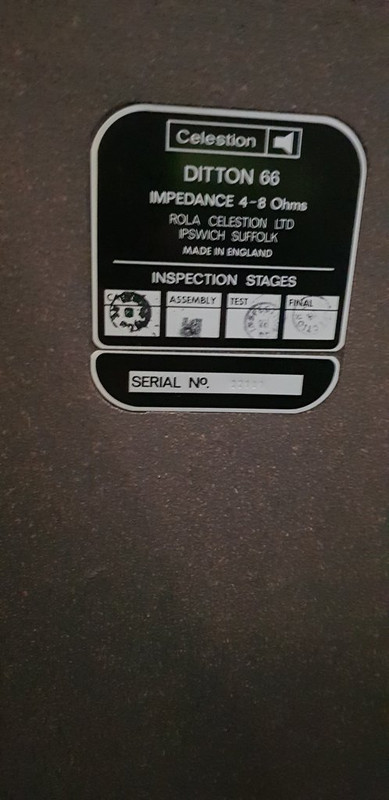 Celestion
DITTON 66
IMPEDANCE 4-8 Ohms
ROLA CELESTION LTD
IPSWICH SUFFOLK
MADE IN ENGLAND
INSPECTION STAGES
ASSEMBLY TEST FINAL
SERIAL Nº.